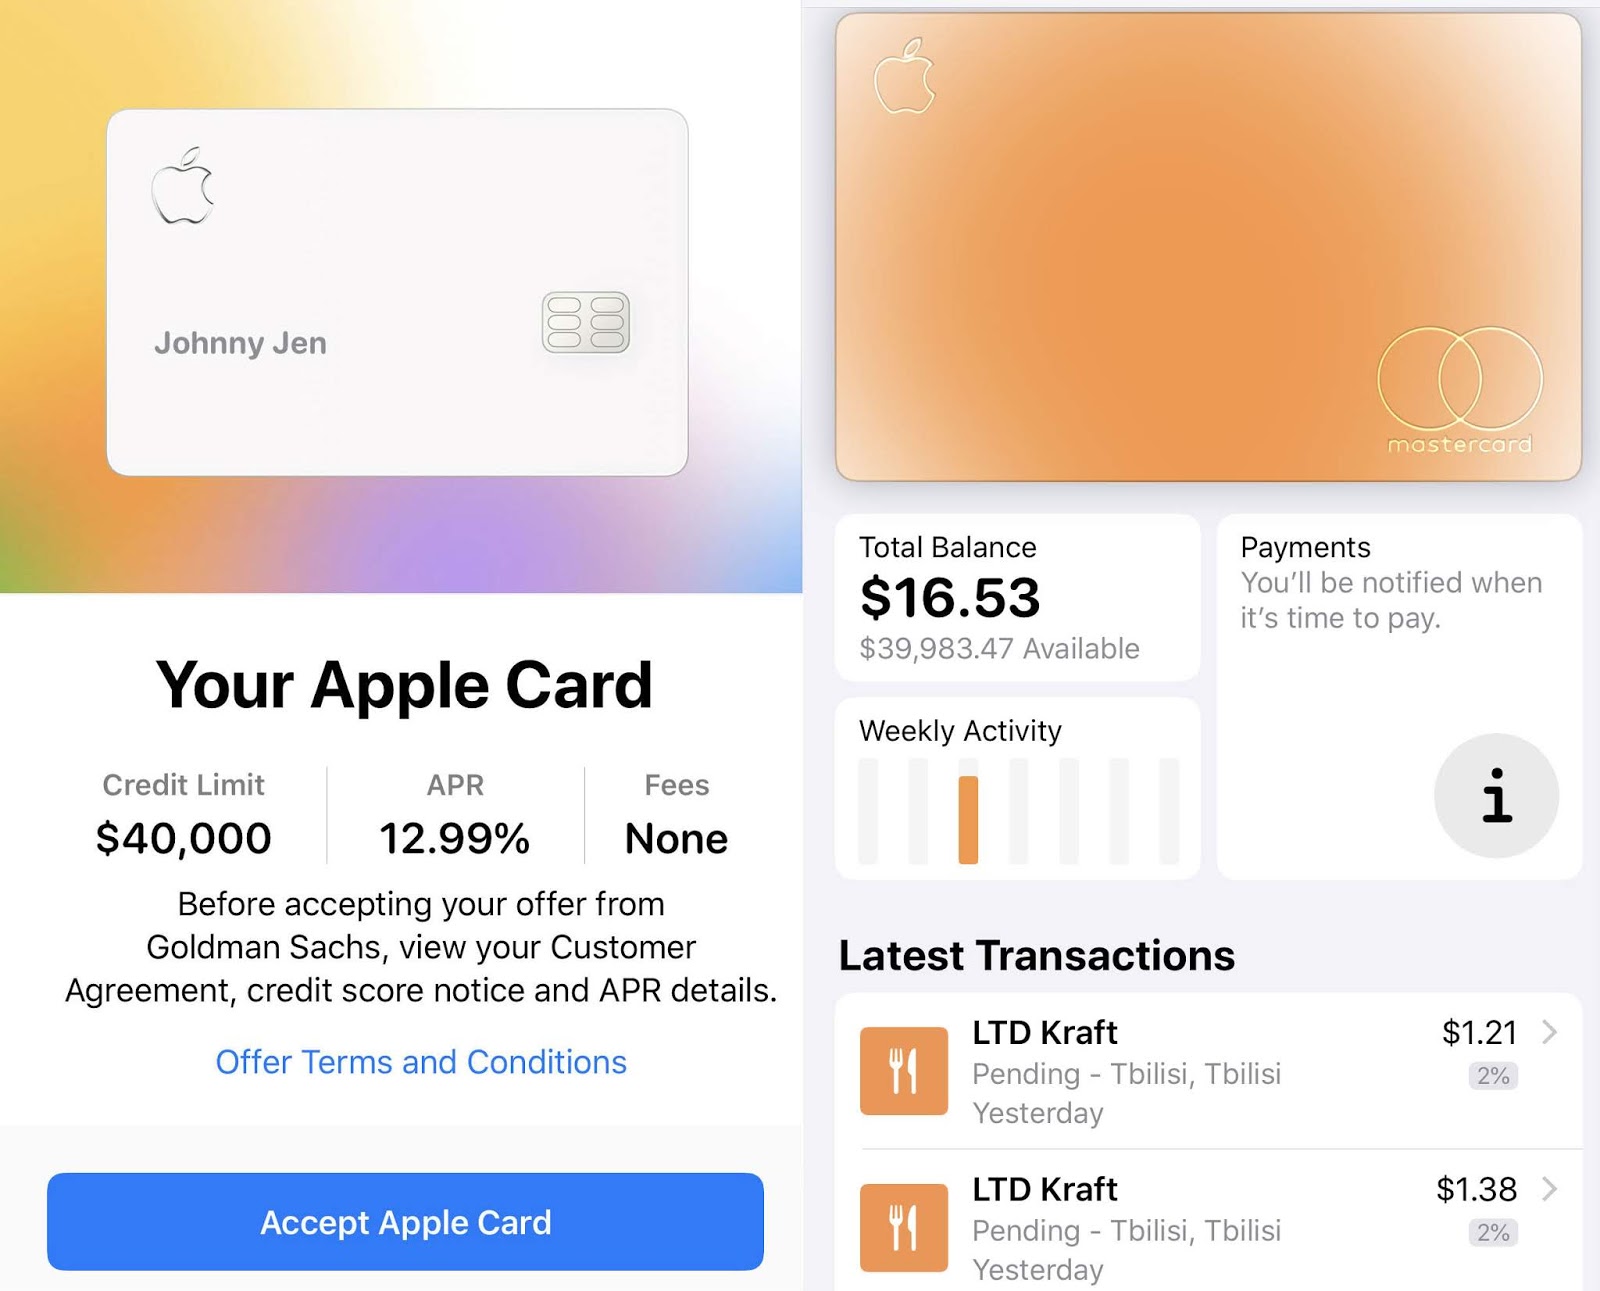 Johnny Jen
Your Apple Card
Credit Limit
$40,000
APR
12.99%
Fees
None
Before accepting your offer from
Goldman Sachs, view your Customer
Agreement, credit score notice and APR details.
Offer Terms and Conditions
Accept Apple Card
mastercard
Total Balance
$16.53
$39,983.47 Available
Payments
You’ll be notified when
it’s time to pay.
Weekly Activity
i
Latest Transactions
LTD Kraft $1.21
Pending - Tbilisi, Tbilisi 2%
Yesterday
LTD Kraft $1.38
Pending - Tbilisi, Tbilisi 2%
Yesterday